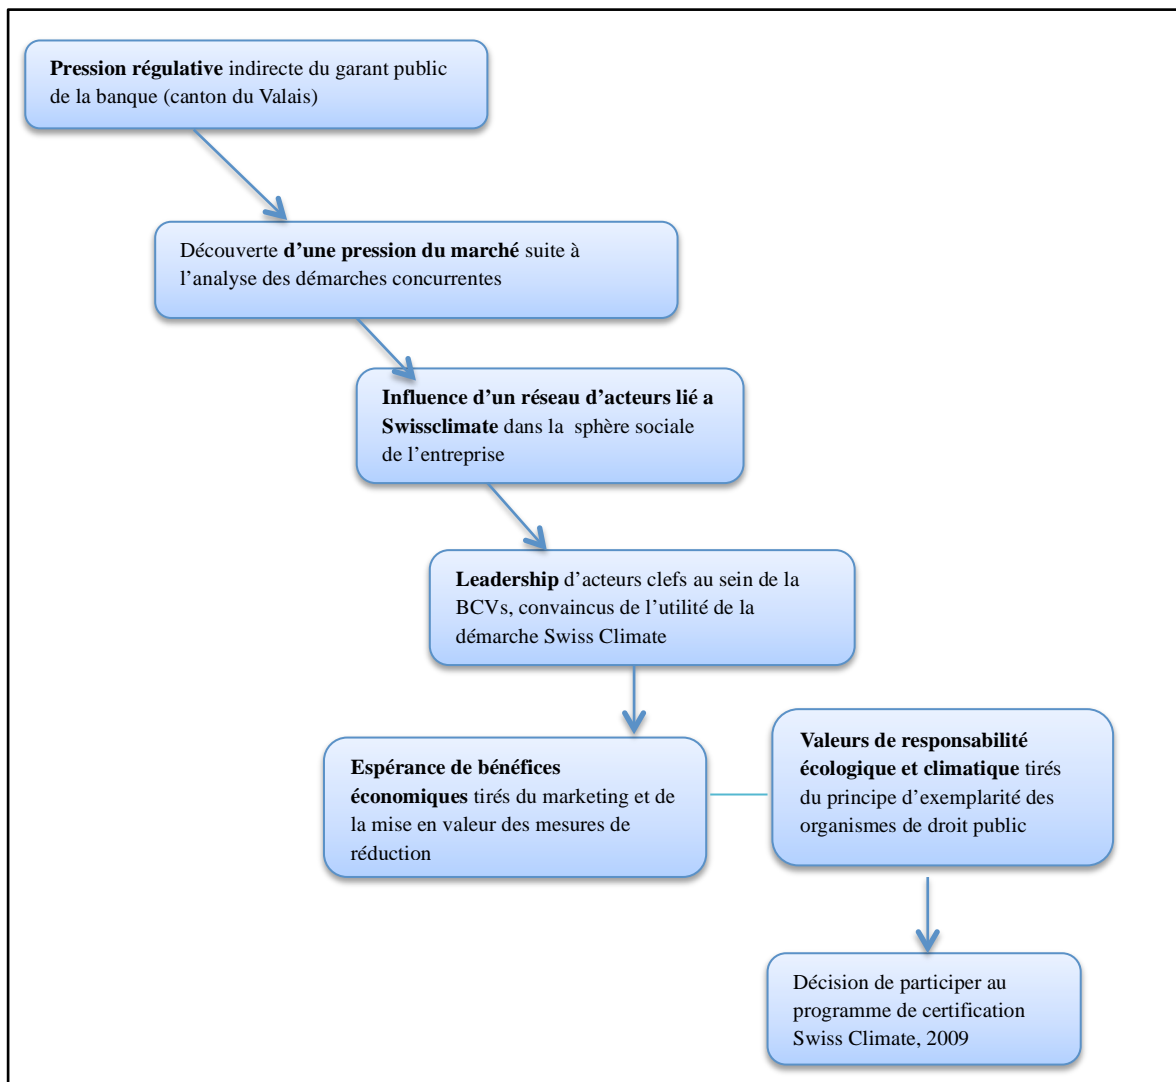 Pression régulative indirecte du garant public
de la banque (canton du Valais)
Découverte d’une pression du marché suite à
l’analyse des démarches concurrentes
Influence d’un réseau d’acteurs lié a
Swissclimate dans la sphère sociale
de l’entreprise
Leadership d’acteurs clefs au sein de la
BCVs, convaincus de l’utilité de la
démarche Swiss Climate
Espérance de bénéfices
économiques tirés du marketing et de
la mise en valeur des mesures de
réduction
Valeurs de responsabilité
écologique et climatique tirés
du principe d’exemplarité des
organismes de droit public
Décision de participer au
programme de certification
Swiss Climate, 2009